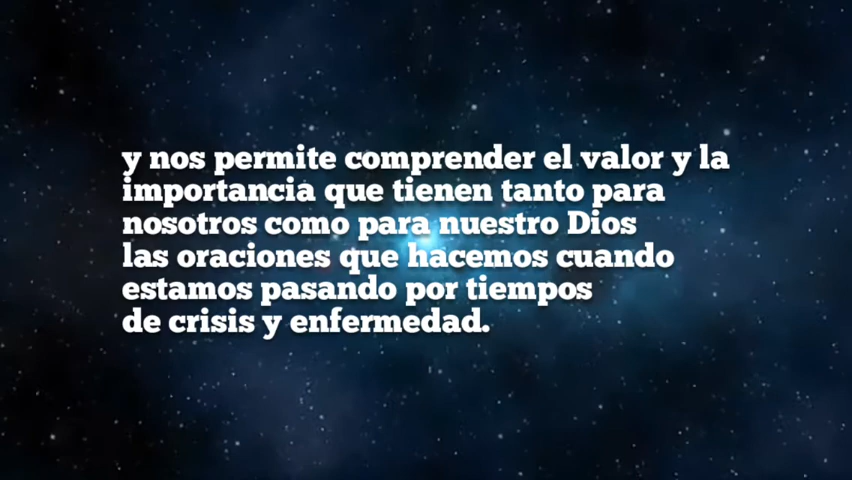 y nos permite comprender el valor y la
importancia que tienen tanto para
nosotros como para nuestro Dios
las oraciones que hacemos cuando
estamos pasando por tiempos
de crisis y enfermedad.